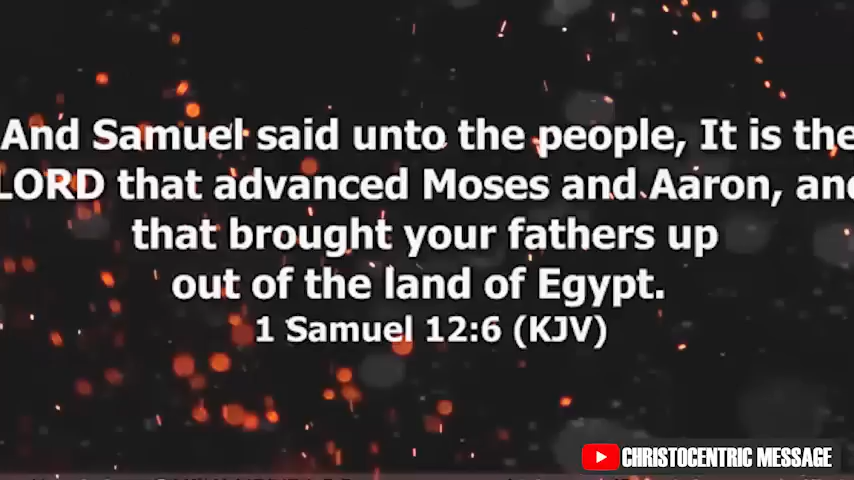 And Samuel said unto the people, It is the
LORD that advanced Moses and Aaron, and
that brought your fathers up
out of the land of Egypt.
1 Samuel 12:6 (KJV)
CHRISTOCENTRIC MESSAGE